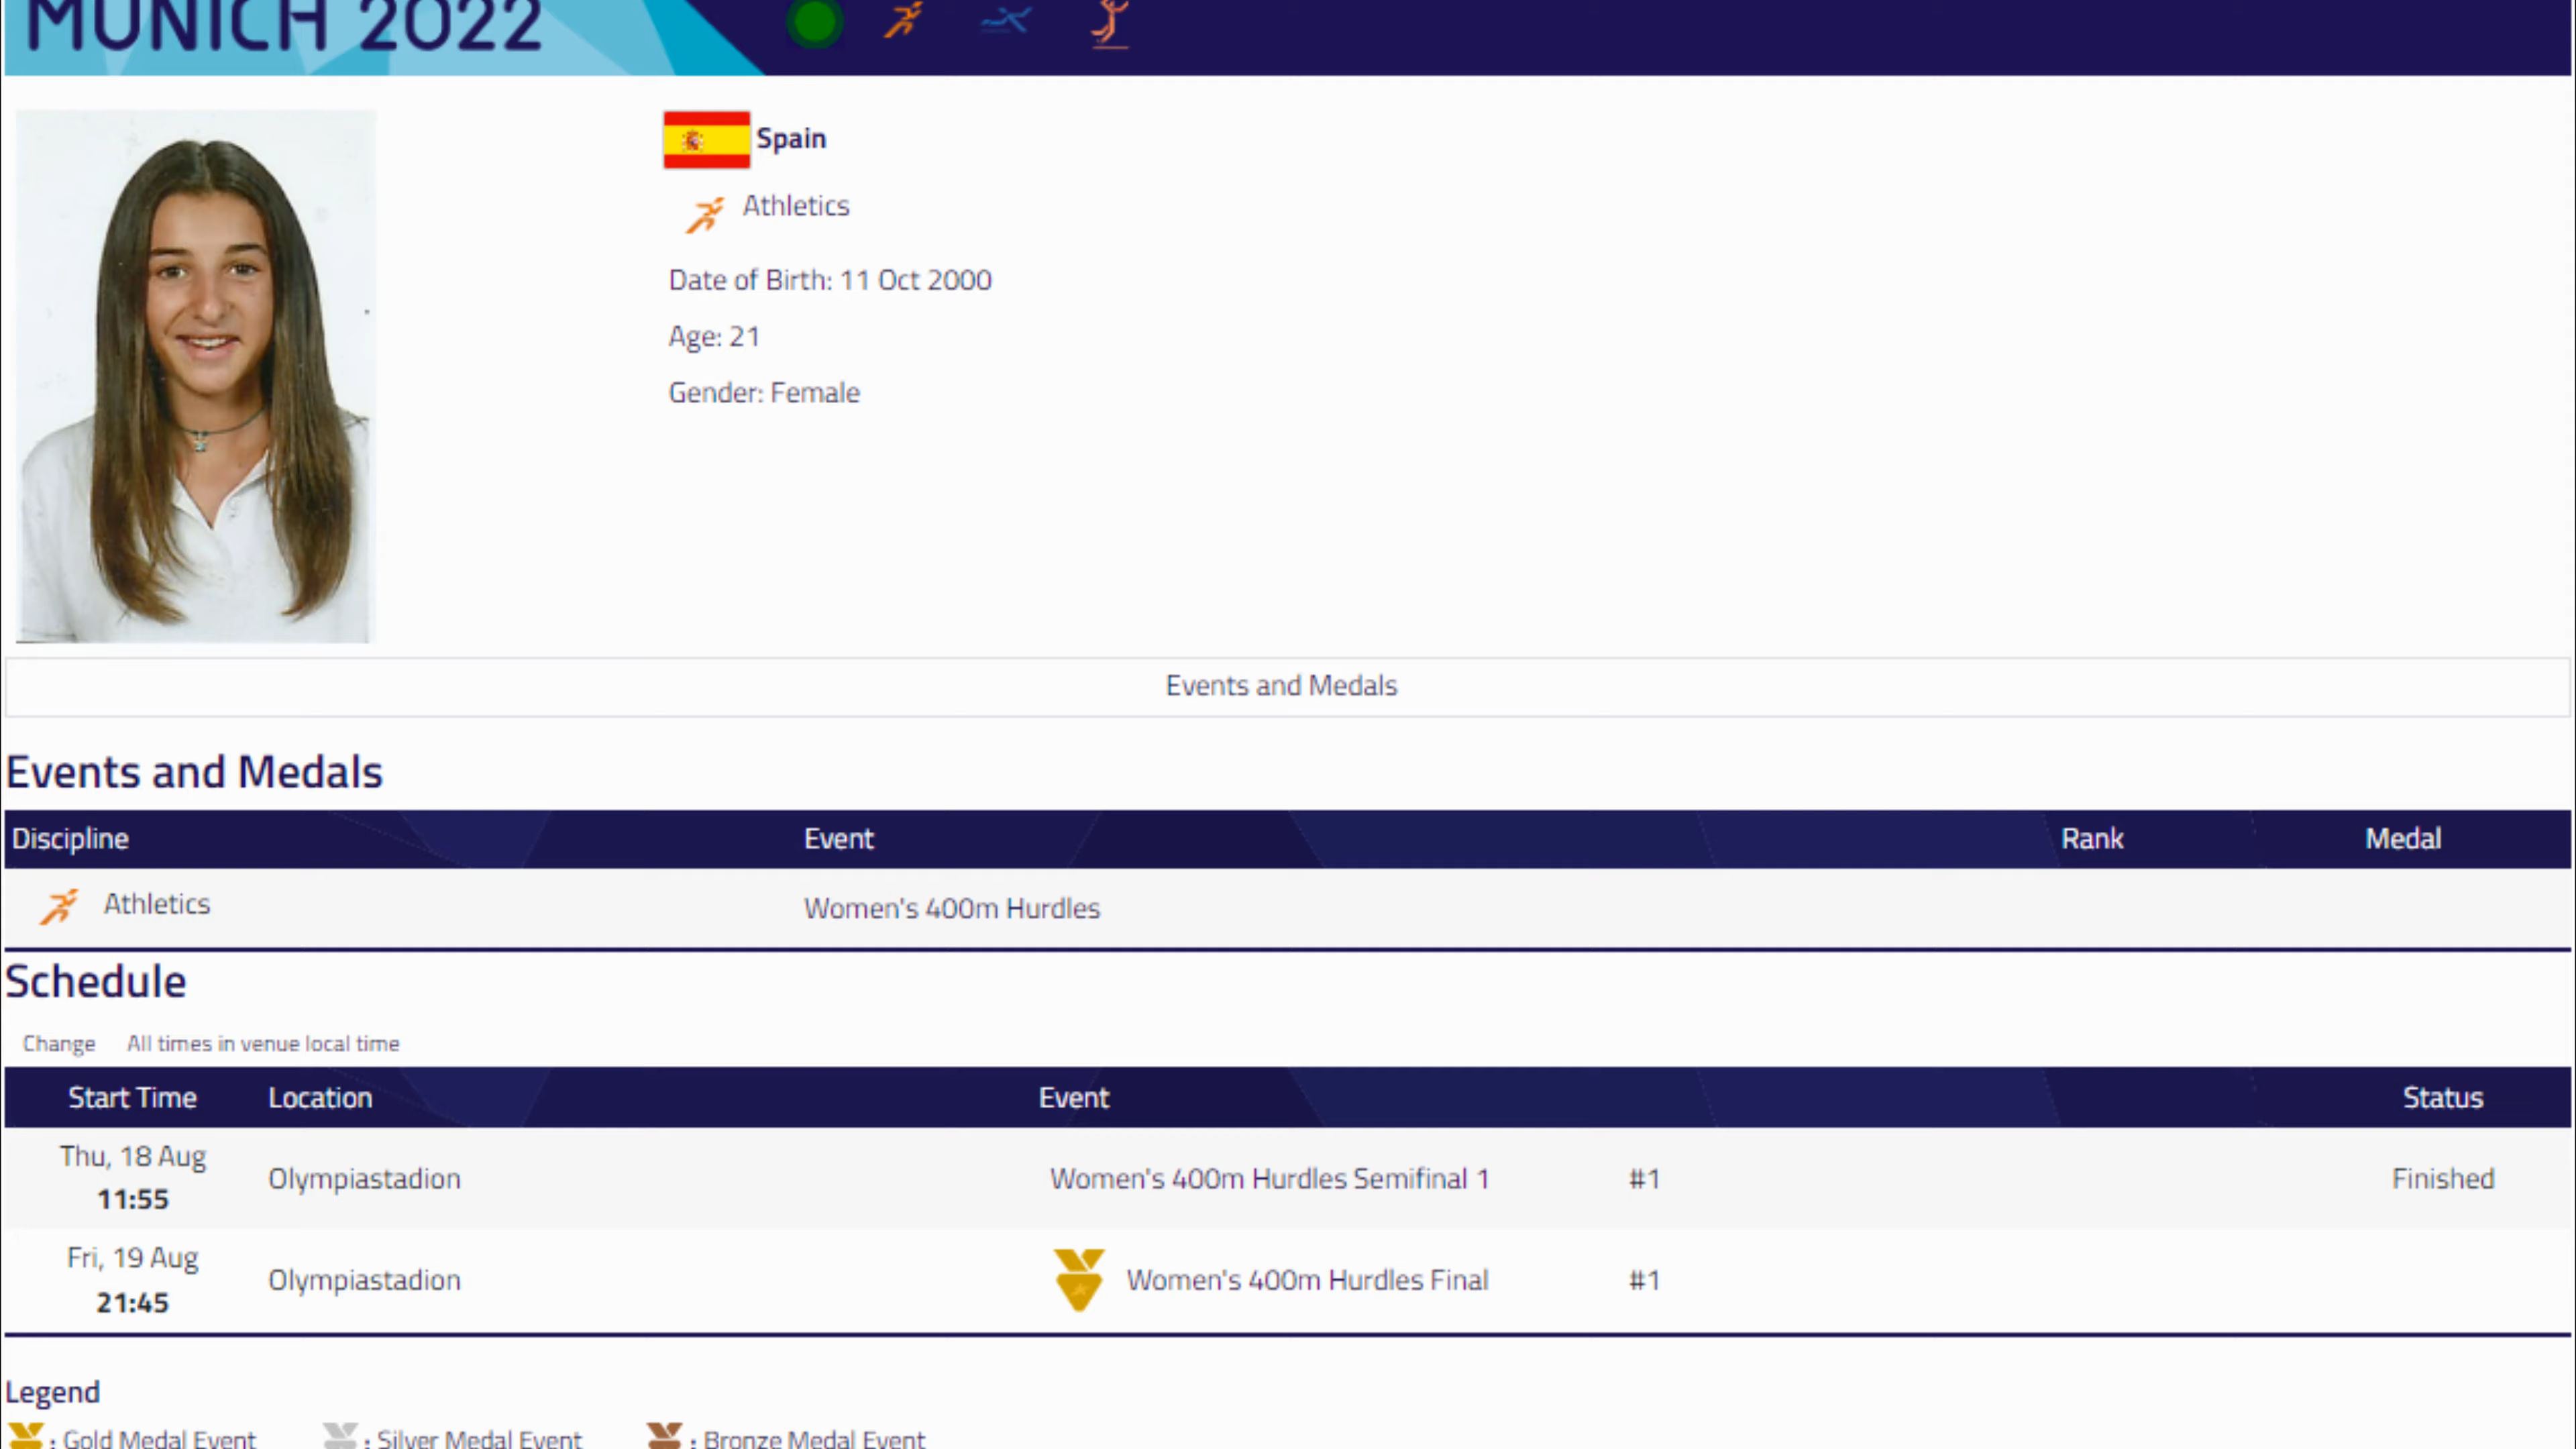 MUNICH 2022
Spain
Athletics
Date of Birth: 11 Oct 2000
Age: 21
Gender: Female
Events and Medals
Events and Medals
Discipline Event Rank Medal
Athletics Women's 400m Hurdles
Schedule
Change All times in venue local time
Start Time Location Event Status
Thu, 18 Aug
11:55 Olympiastadion Women's 400m Hurdles Semifinal 1 #1 Finished
Fri, 19 Aug
21:45 Olympiastadion Women's 400m Hurdles Final #1
Legend
: Gold Medal Event : Silver Medal Event : Bronze Medal Event